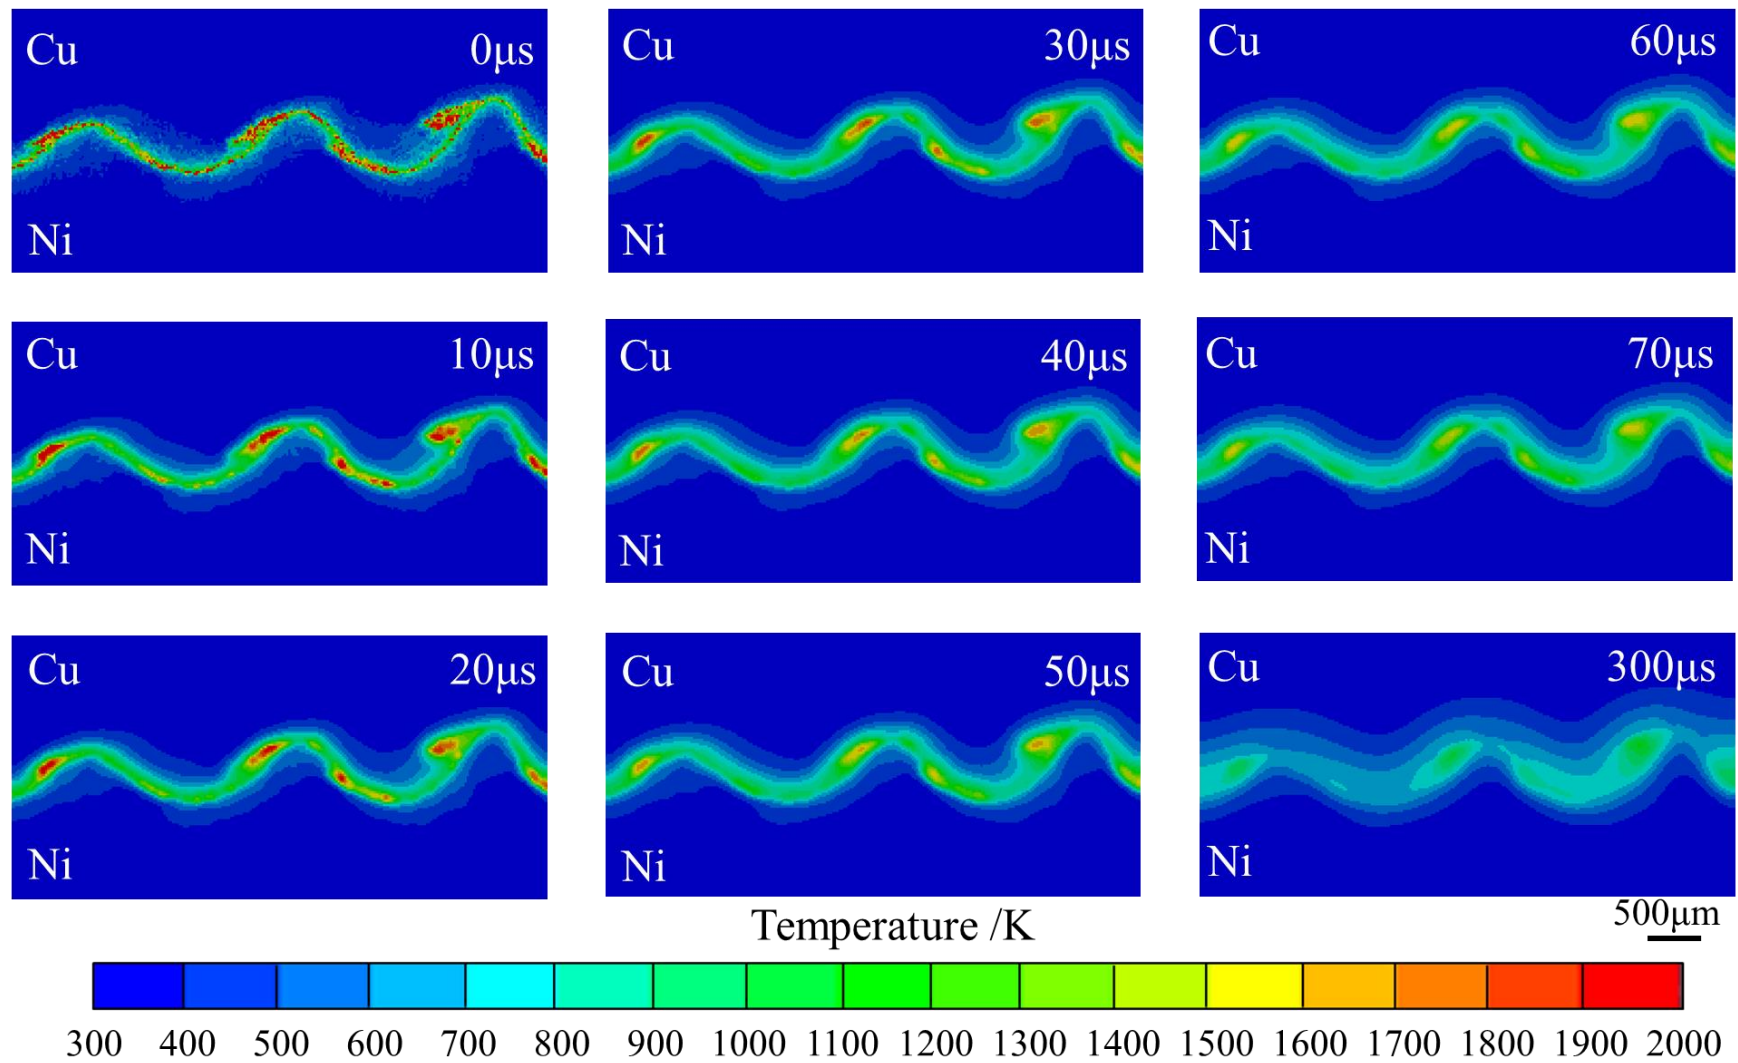 Cu 0μs
Ni
Cu 30μs
Ni
Cu 60μs
Ni
Cu 10μs
Ni
Cu 40μs
Ni
Cu 70μs
Ni
Cu 20μs
Ni
Cu 50μs
Ni
Cu 300μs
Ni
500μm
Temperature /K
300 400 500 600 700 800 900 1000 1100 1200 1300 1400 1500 1600 1700 1800 1900 2000